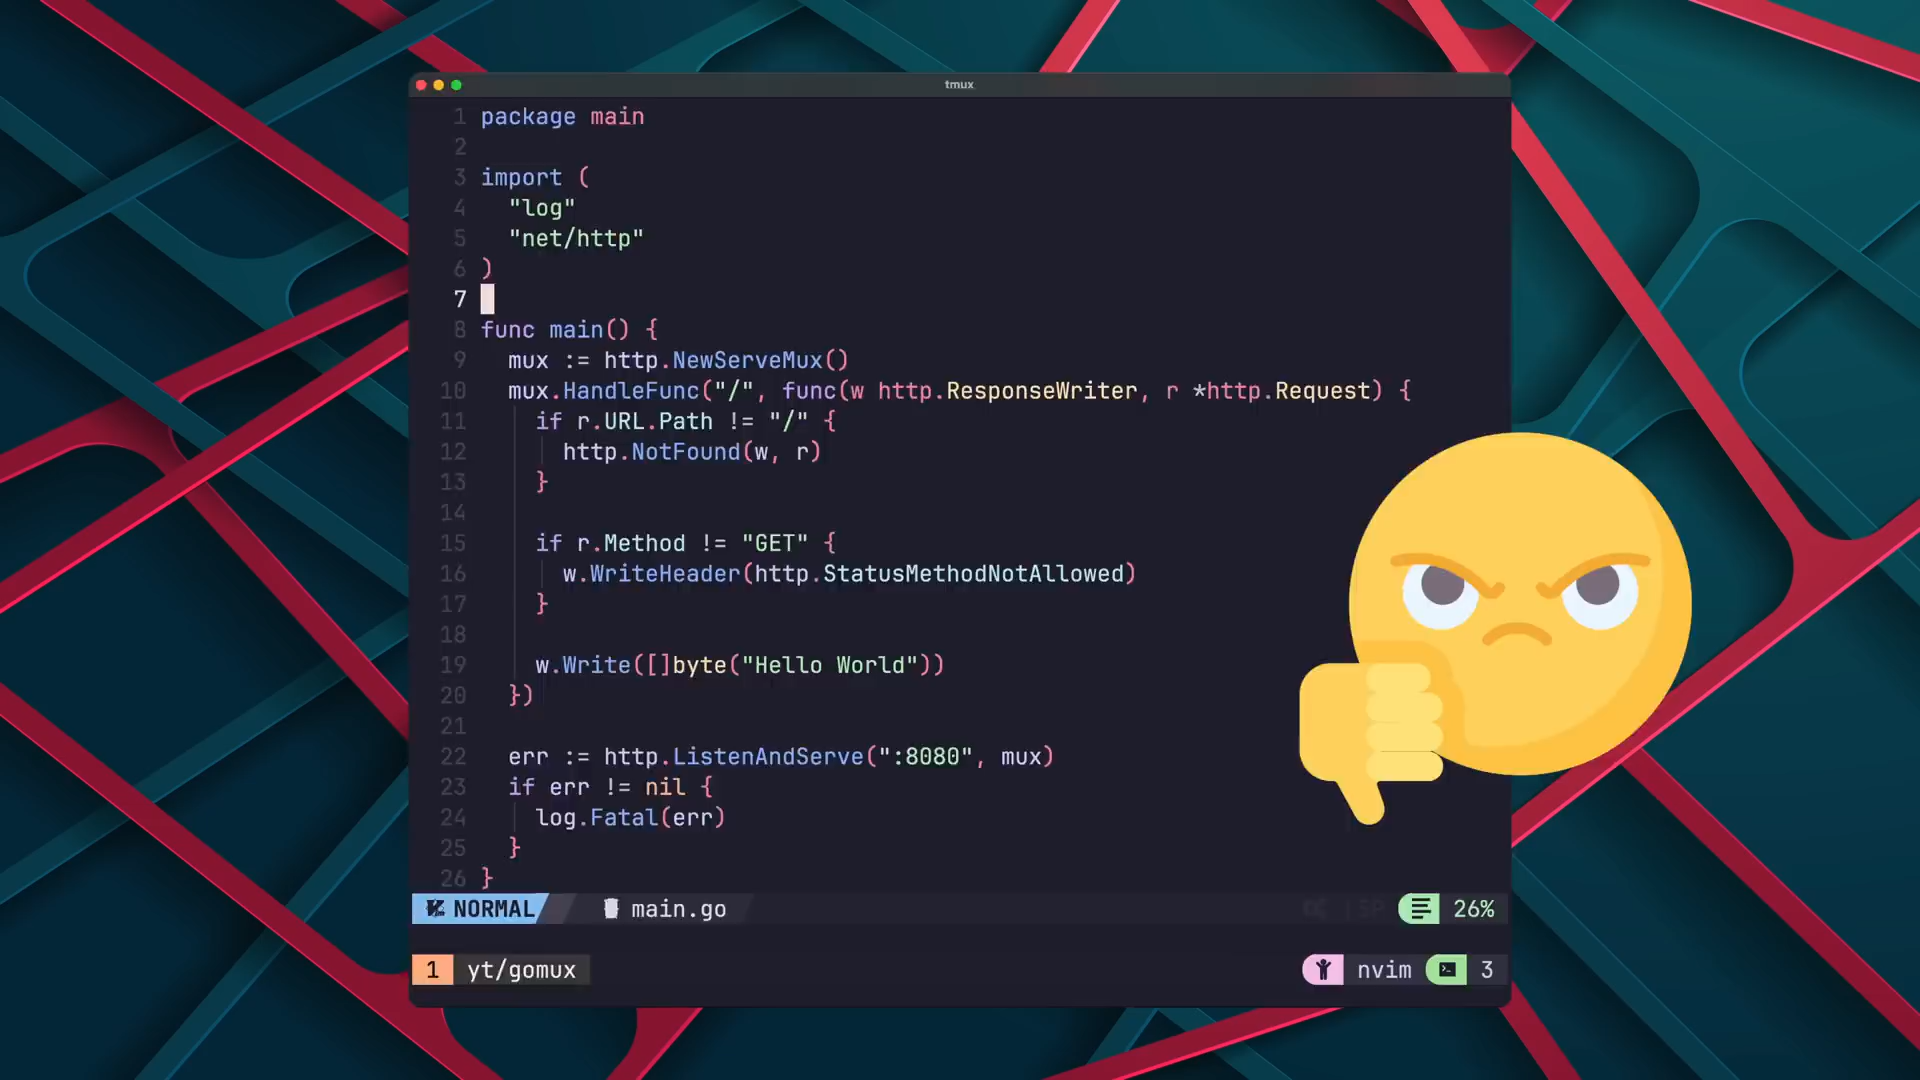 tmux
1 package main
2
3 import (
4 "log"
5 "net/http"
6 )
7
8 func main() {
9 mux := http.NewServeMux()
10 mux.HandleFunc("/", func(w http.ResponseWriter, r *http.Request) {
11 if r.URL.Path != "/" {
12 http.NotFound(w, r)
13 }
14
15 if r.Method != "GET" {
16 w.WriteHeader(http.StatusMethodNotAllowed)
17 }
18
19 w.Write([]byte("Hello World"))
20 })
21
22 err := http.ListenAndServe(":8080", mux)
23 if err != nil {
24 log.Fatal(err)
25 }
26 }
NORMAL main.go 26%
1 yt/gomux nvim 3